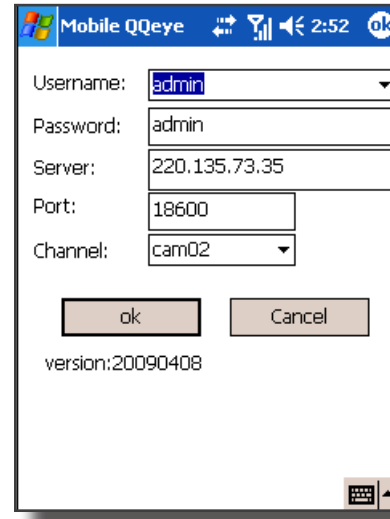 Mobile QQeye 2:52 ok
Username: admin
Password: admin
Server: 220.135.73.35
Port: 18600
Channel: cam02
ok Cancel
version:20090408